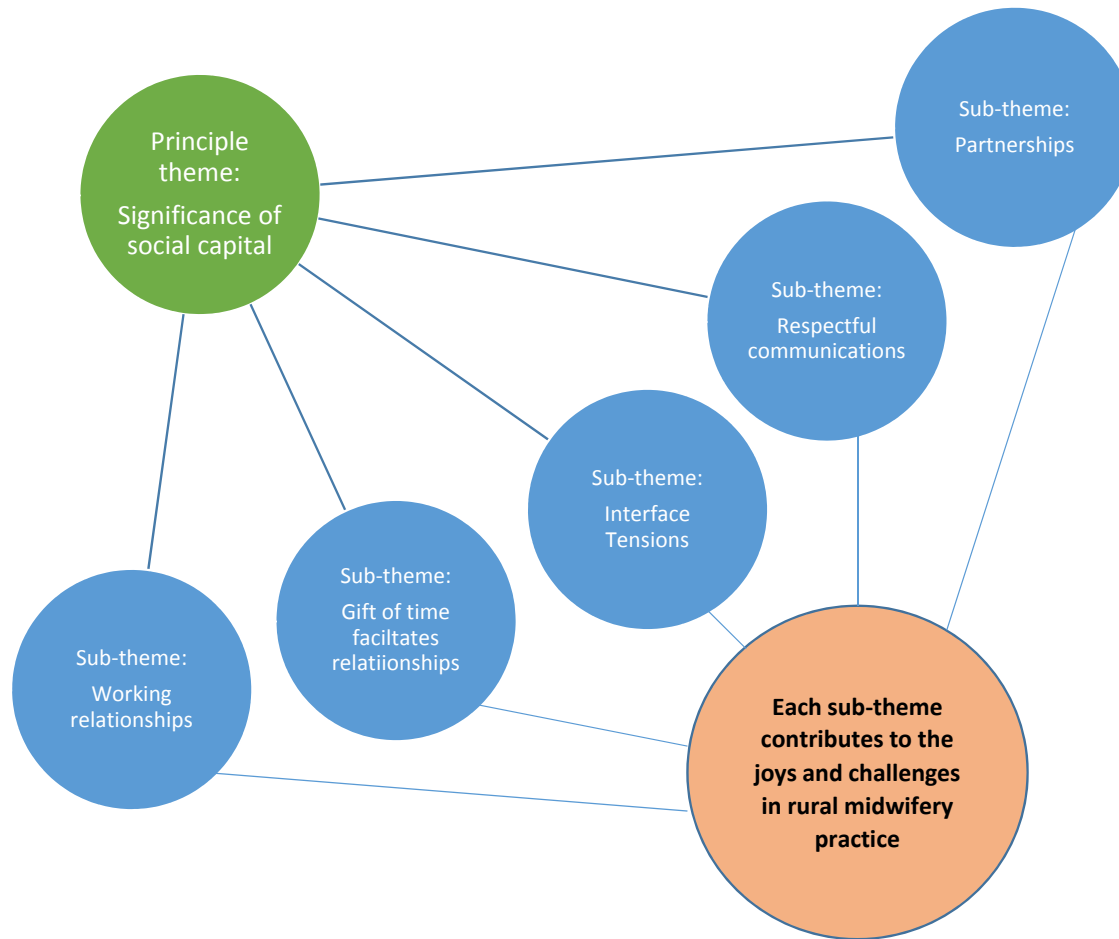 Principle
theme:
Significance of
social capital
Sub-theme:
Partnerships
Sub-theme:
Respectful
communications
Sub-theme:
Interface
Tensions
Sub-theme:
Gift of time
faciltates
relatiionships
Sub-theme:
Working
relationships
Each sub-theme
contributes to the
joys and challenges
in rural midwifery
practice